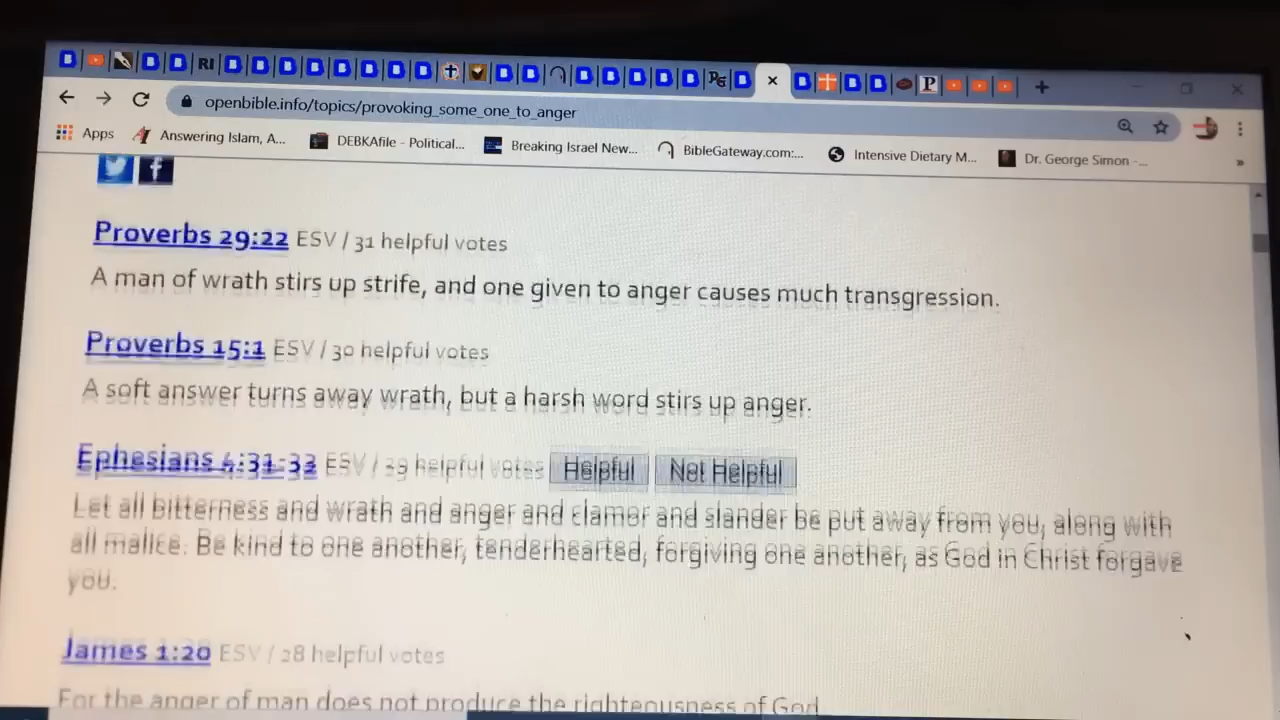 RI
PG
P
openbible.info/topics/provoking_some_one_to_anger
Apps Answering Islam, A... DEBKAfile - Political... Breaking Israel New... BibleGateway.com:... Intensive Dietary M... Dr. George Simon -...
Proverbs 29:22 ESV / 31 helpful votes
A man of wrath stirs up strife, and one given to anger causes much transgression.
Proverbs 15:1 ESV / 30 helpful votes
A soft answer turns away wrath, but a harsh word stirs up anger.
Ephesians 4:31-32 ESV / 29 helpful votes Helpful Not Helpful
Let all bitterness and wrath and anger and clamor and slander be put away from you, along with
all malice. Be kind to one another, tenderhearted, forgiving one another, as God in Christ forgave
you.
James 1:20 ESV / 28 helpful votes
For the anger of man does not produce the righteousness of God